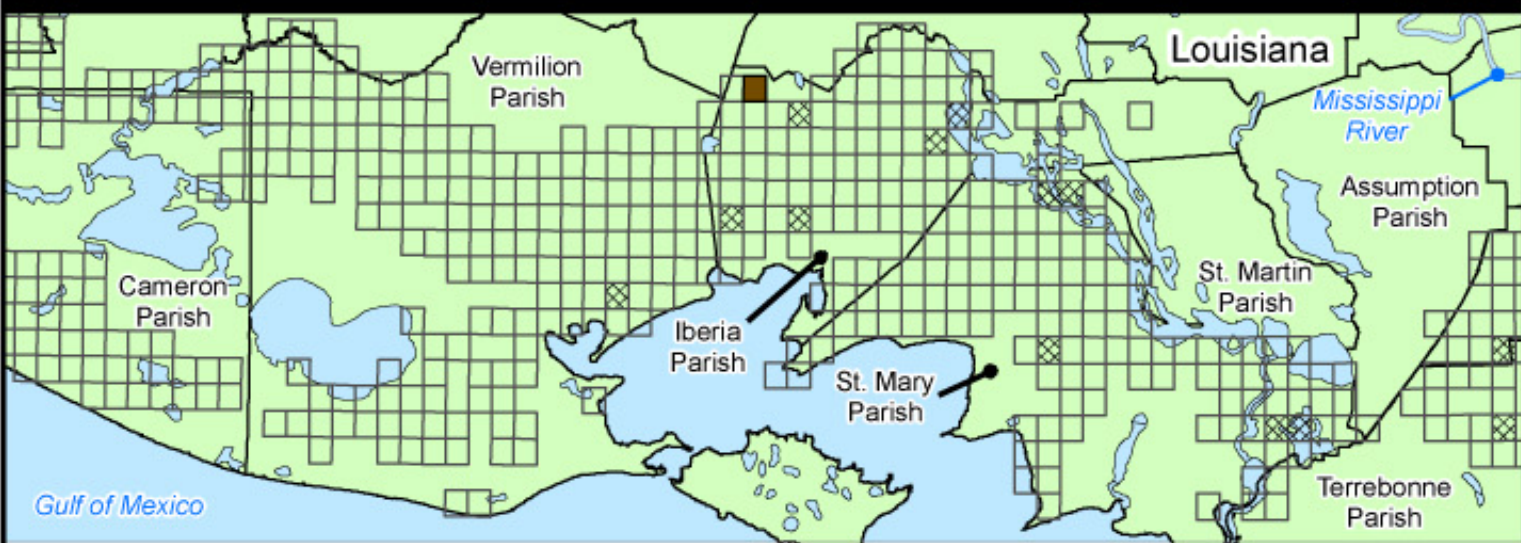 Louisiana
Vermilion
Parish
Mississippi
River
Assumption
Parish
Cameron
Parish
St. Martin
Parish
Iberia
Parish
St. Mary
Parish
Gulf of Mexico
Terrebonne
Parish